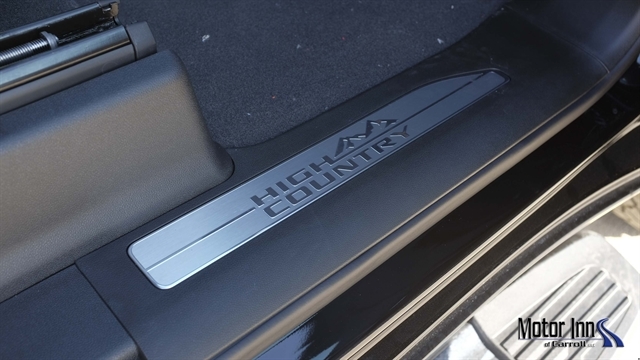 HIGH
COUNTRY
Motor Inn
of Carroll